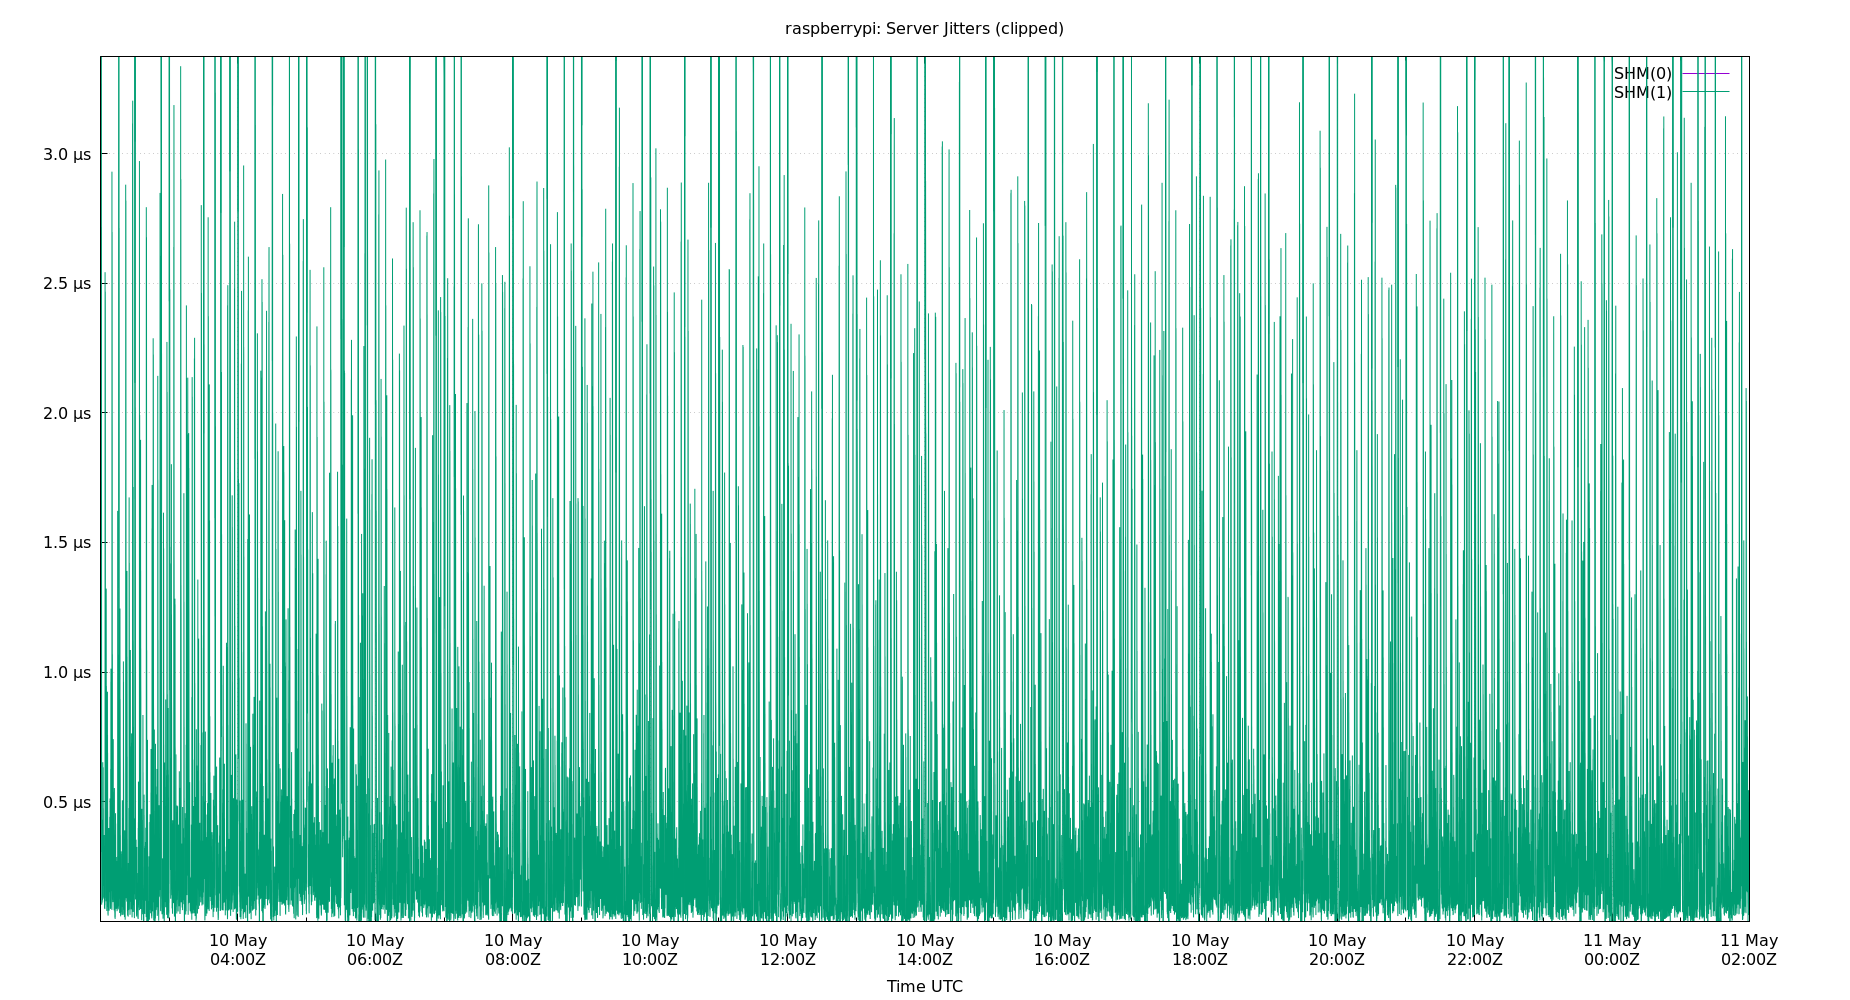 raspberrypi: Server Jitters (clipped)
SHM(0)
SHM(1)
3.0 µs
2.5 µs
2.0 µs
1.5 µs
1.0 µs
0.5 µs
10 May 10 May 10 May 10 May 10 May 10 May 10 May 10 May 10 May 10 May 11 May 11 May
04:00Z 06:00Z 08:00Z 10:00Z 12:00Z 14:00Z 16:00Z 18:00Z 20:00Z 22:00Z 00:00Z 02:00Z
Time UTC